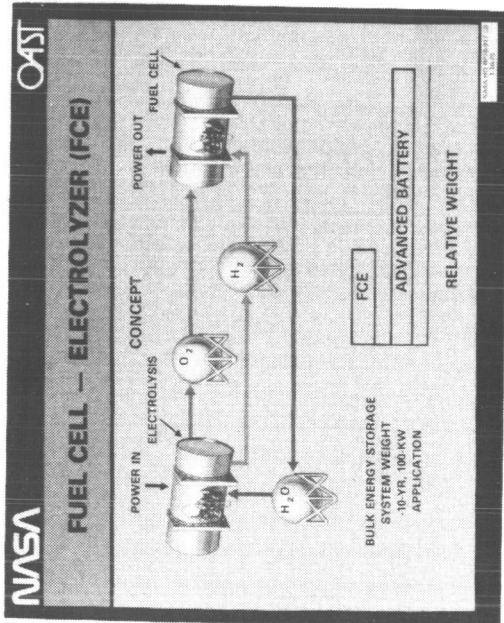 NASA
OAST
FUEL CELL — ELECTROLYZER (FCE)
CONCEPT
POWER IN
ELECTROLYSIS
POWER OUT
FUEL CELL
O2
H2
H2O
BULK ENERGY STORAGE
SYSTEM WEIGHT
-10-YR, 100-KW
APPLICATION
FCE
ADVANCED BATTERY
RELATIVE WEIGHT